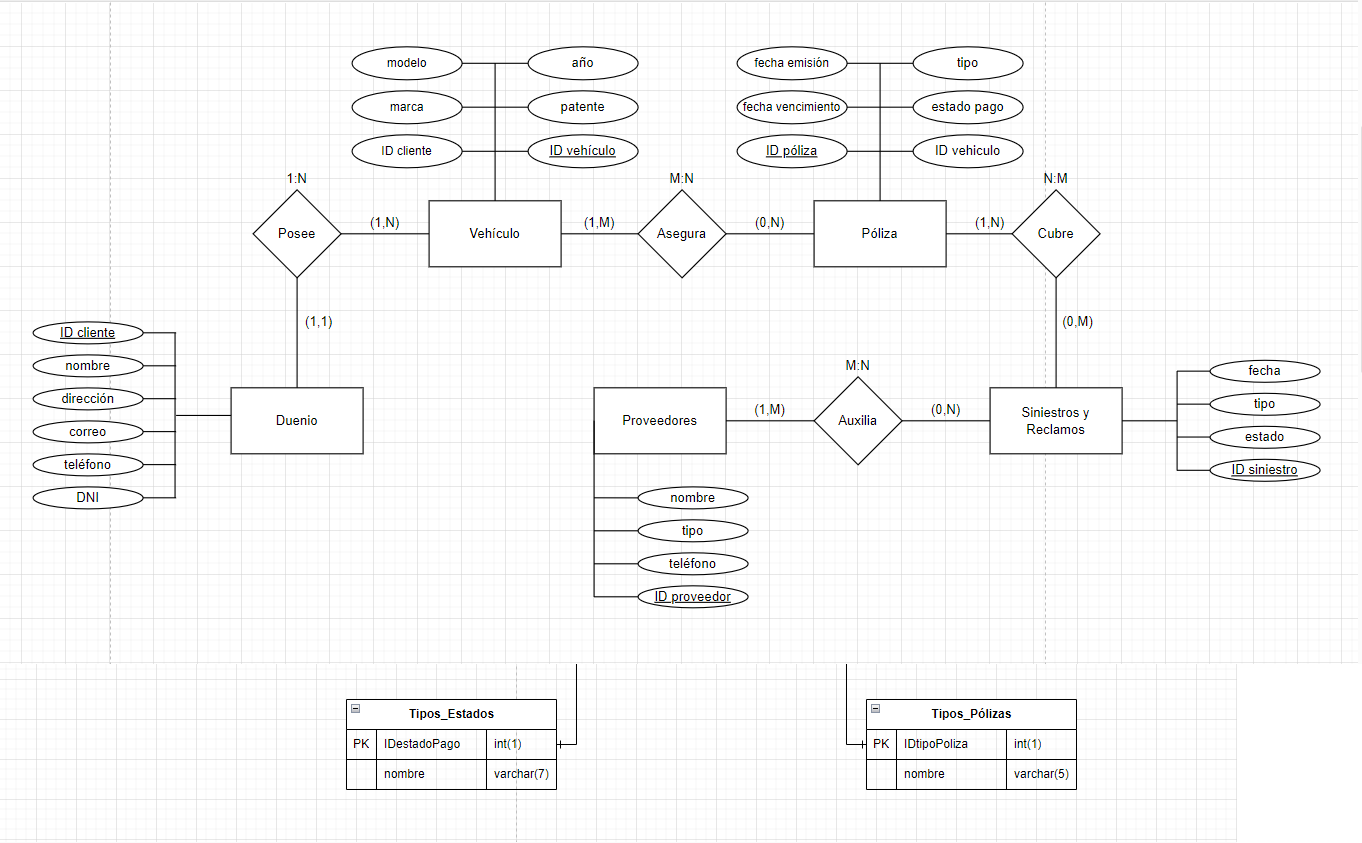 modelo
año
marca
patente
ID cliente
ID vehículo
fecha emisión
tipo
fecha vencimiento
estado pago
ID póliza
ID vehiculo
1:N
M:N
N:M
Posee
(1,N)
Vehículo
(1,M)
Asegura
(0,N)
Póliza
(1,N)
Cubre
(1,1)
(0,M)
ID cliente
nombre
dirección
correo
teléfono
DNI
Duenio
M:N
Proveedores
(1,M)
Auxilia
(0,N)
Siniestros y
Reclamos
fecha
tipo
estado
ID siniestro
nombre
tipo
teléfono
ID proveedor
Tipos_Estados
PK IDestadoPago int(1)
nombre varchar(7)
Tipos_Pólizas
PK IDtipoPoliza int(1)
nombre varchar(5)